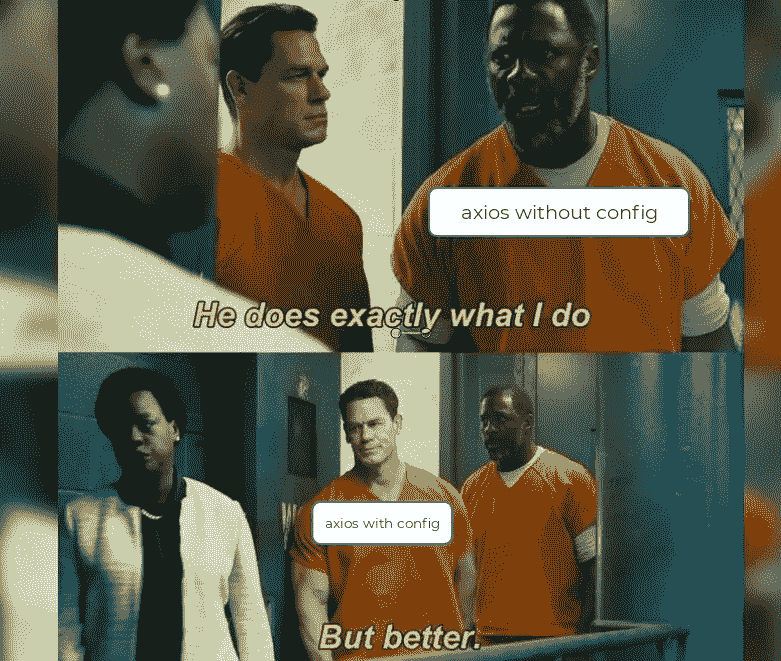 axios without config
He does exactly what I do
axios with config
But better.